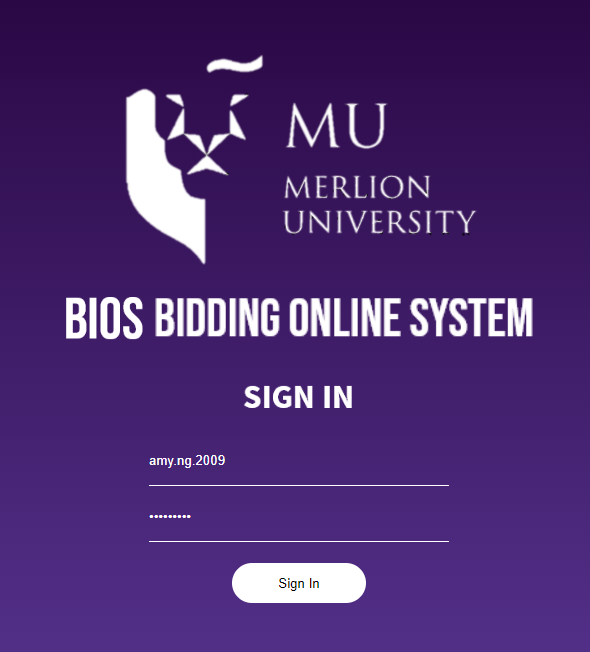 MU
MERLION
UNIVERSITY
BIOS BIDDING ONLINE SYSTEM
SIGN IN
amy.ng.2009
•••••••••
Sign In